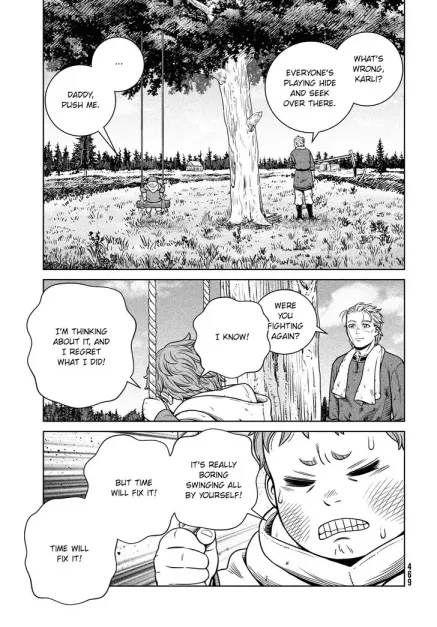 WHAT'S
WRONG,
KARLI?
EVERYONE'S
PLAYING HIDE
AND SEEK
OVER THERE.
...
DADDY,
PUSH ME.
WERE
YOU
FIGHTING
AGAIN?
I KNOW!
I'M THINKING
ABOUT IT, AND
I REGRET
WHAT I DID!
IT'S REALLY
BORING
SWINGING ALL
BY YOURSELF!
BUT TIME
WILL FIX IT!
TIME WILL
FIX IT!
469